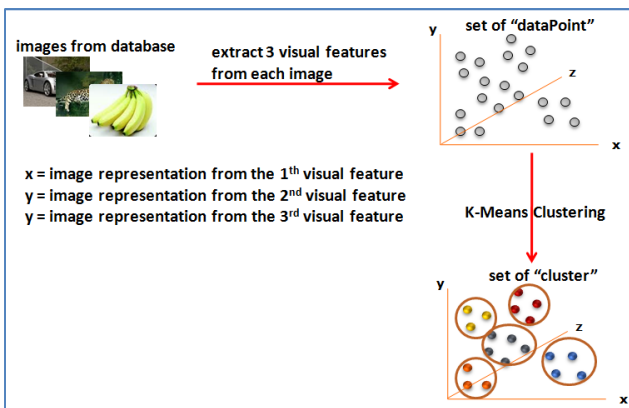 images from database
extract 3 visual features
from each image
set of “dataPoint”
y
z
x
x = image representation from the 1th visual feature
y = image representation from the 2nd visual feature
y = image representation from the 3rd visual feature
K-Means Clustering
set of “cluster”
y
z
x